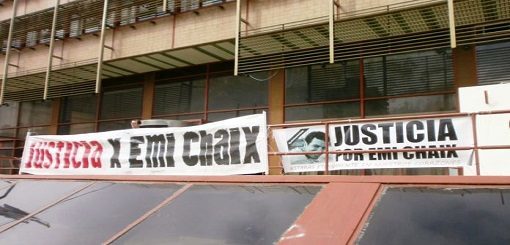 JUSTICIA X EMI CHAIX
JUSTICIA
POR EMI CHAIX